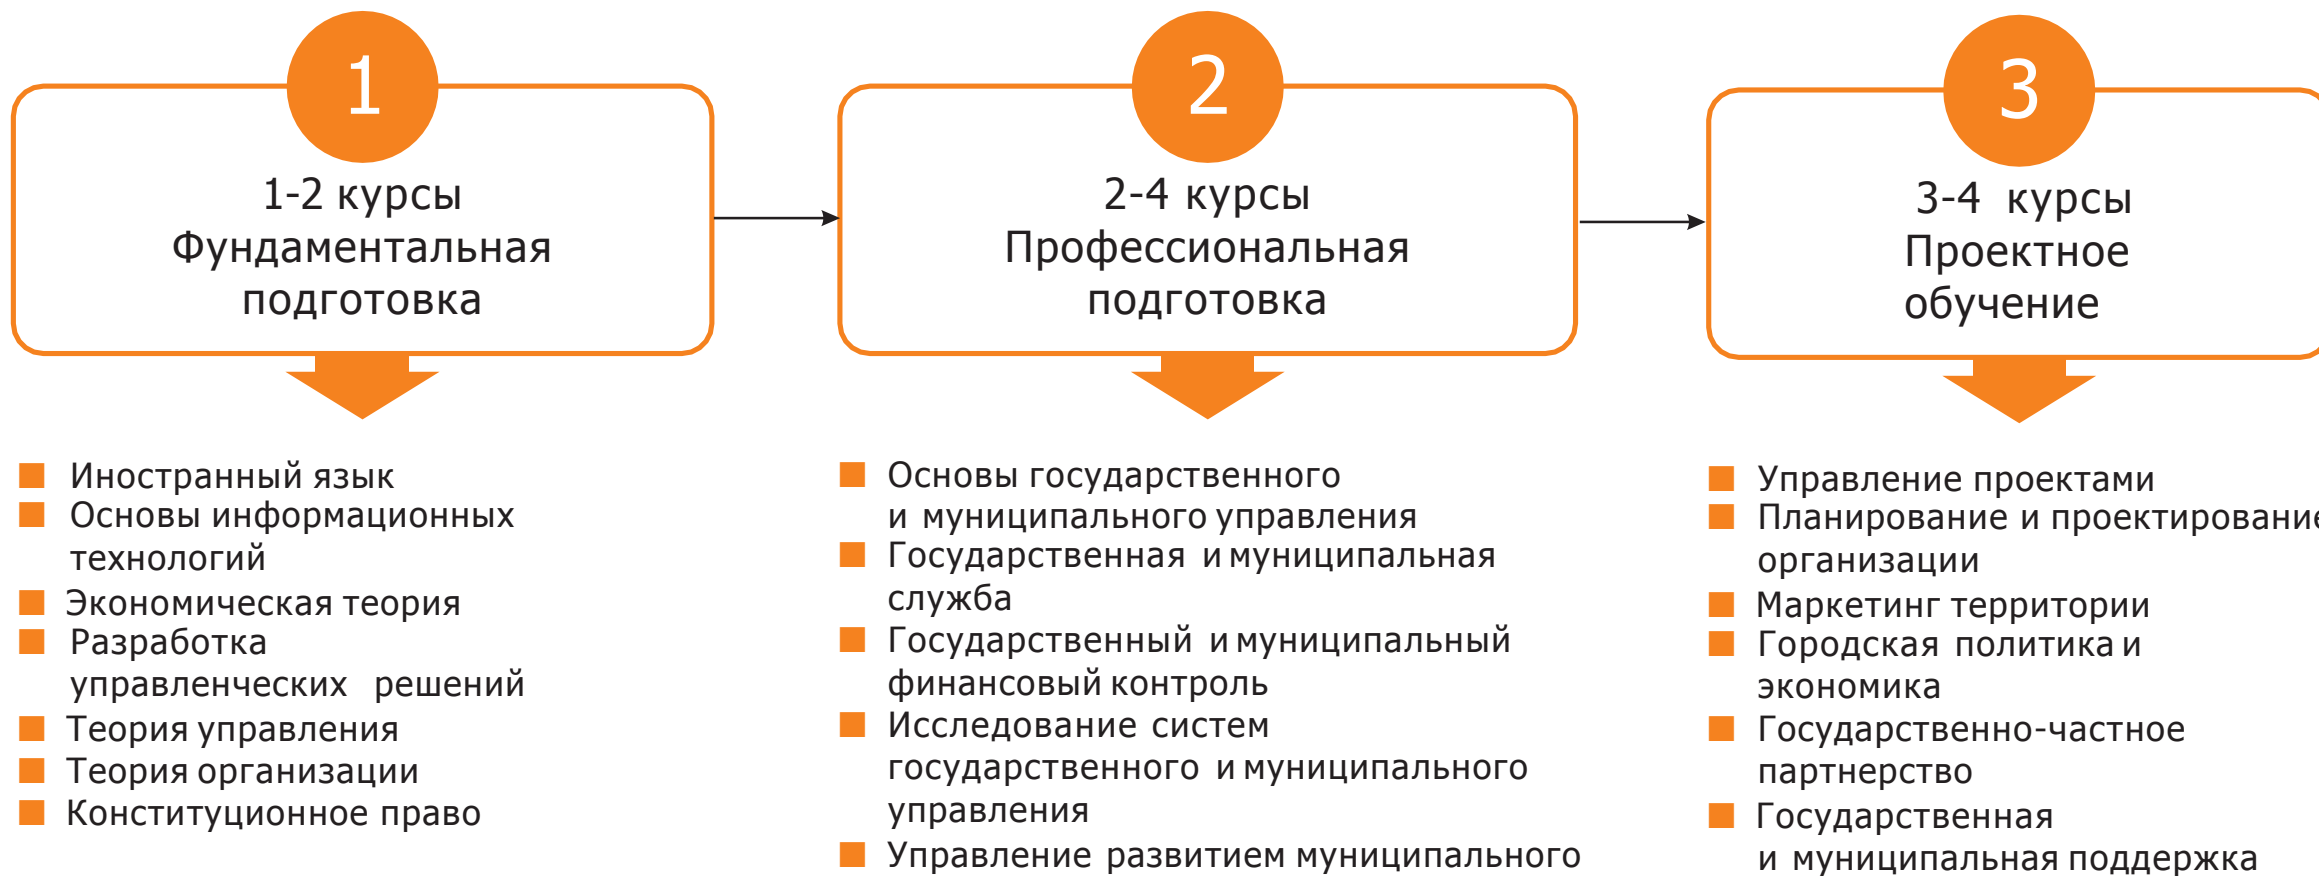 1
1-2 курсы
Фундаментальная
подготовка
Иностранный язык
Основы информационных
технологий
Экономическая теория
Разработка
управленческих решений
Теория управления
Теория организации
Конституционное право
2
2-4 курсы
Профессиональная
подготовка
Основы государственного
и муниципального управления
Государственная и муниципальная
служба
Государственный и муниципальный
финансовый контроль
Исследование систем
государственного и муниципального
управления
Управление развитием муниципального
3
3-4 курсы
Проектное
обучение
Управление проектами
Планирование и проектирование
организации
Маркетинг территории
Городская политика и
экономика
Государственно-частное
партнерство
Государственная
и муниципальная поддержка